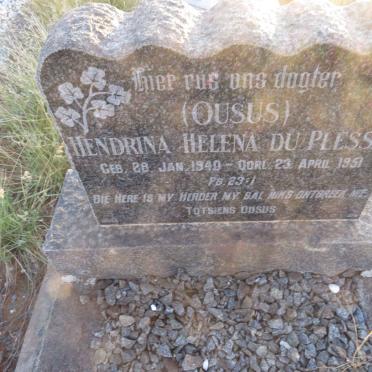 Hier rus ons dogter
(OUSUS)
HENDRINA HELENA DU PLESS
GEB. 28 JAN. 1940 - OORL. 23 APRIL 1951
PS. 23:1
DIE HERE IS MY HERDER MY SAL NIKS ONTBREEK NIE
TOTSIENS OUSUS